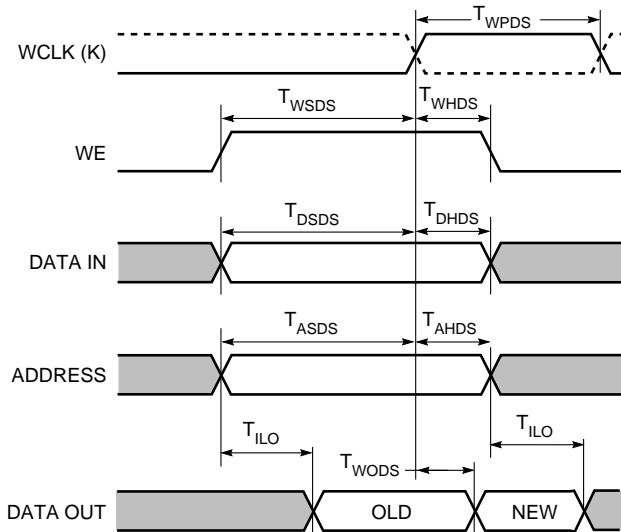 T_WPDS
WCLK (K)
T_WSDS T_WHDS
WE
T_DSDS T_DHDS
DATA IN
T_ASDS T_AHDS
ADDRESS
T_ILO T_ILO
T_WODS
DATA OUT OLD NEW